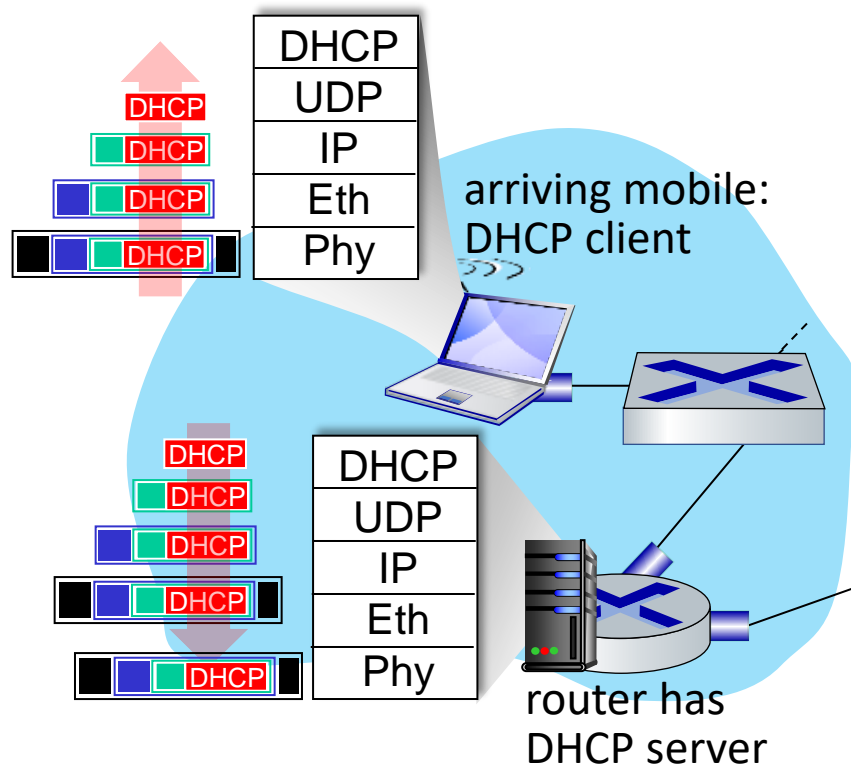 DHCP
UDP
IP
Eth
Phy
DHCP
DHCP
DHCP
DHCP
arriving mobile:
DHCP client
DHCP
UDP
IP
Eth
Phy
DHCP
DHCP
DHCP
DHCP
DHCP
router has
DHCP server